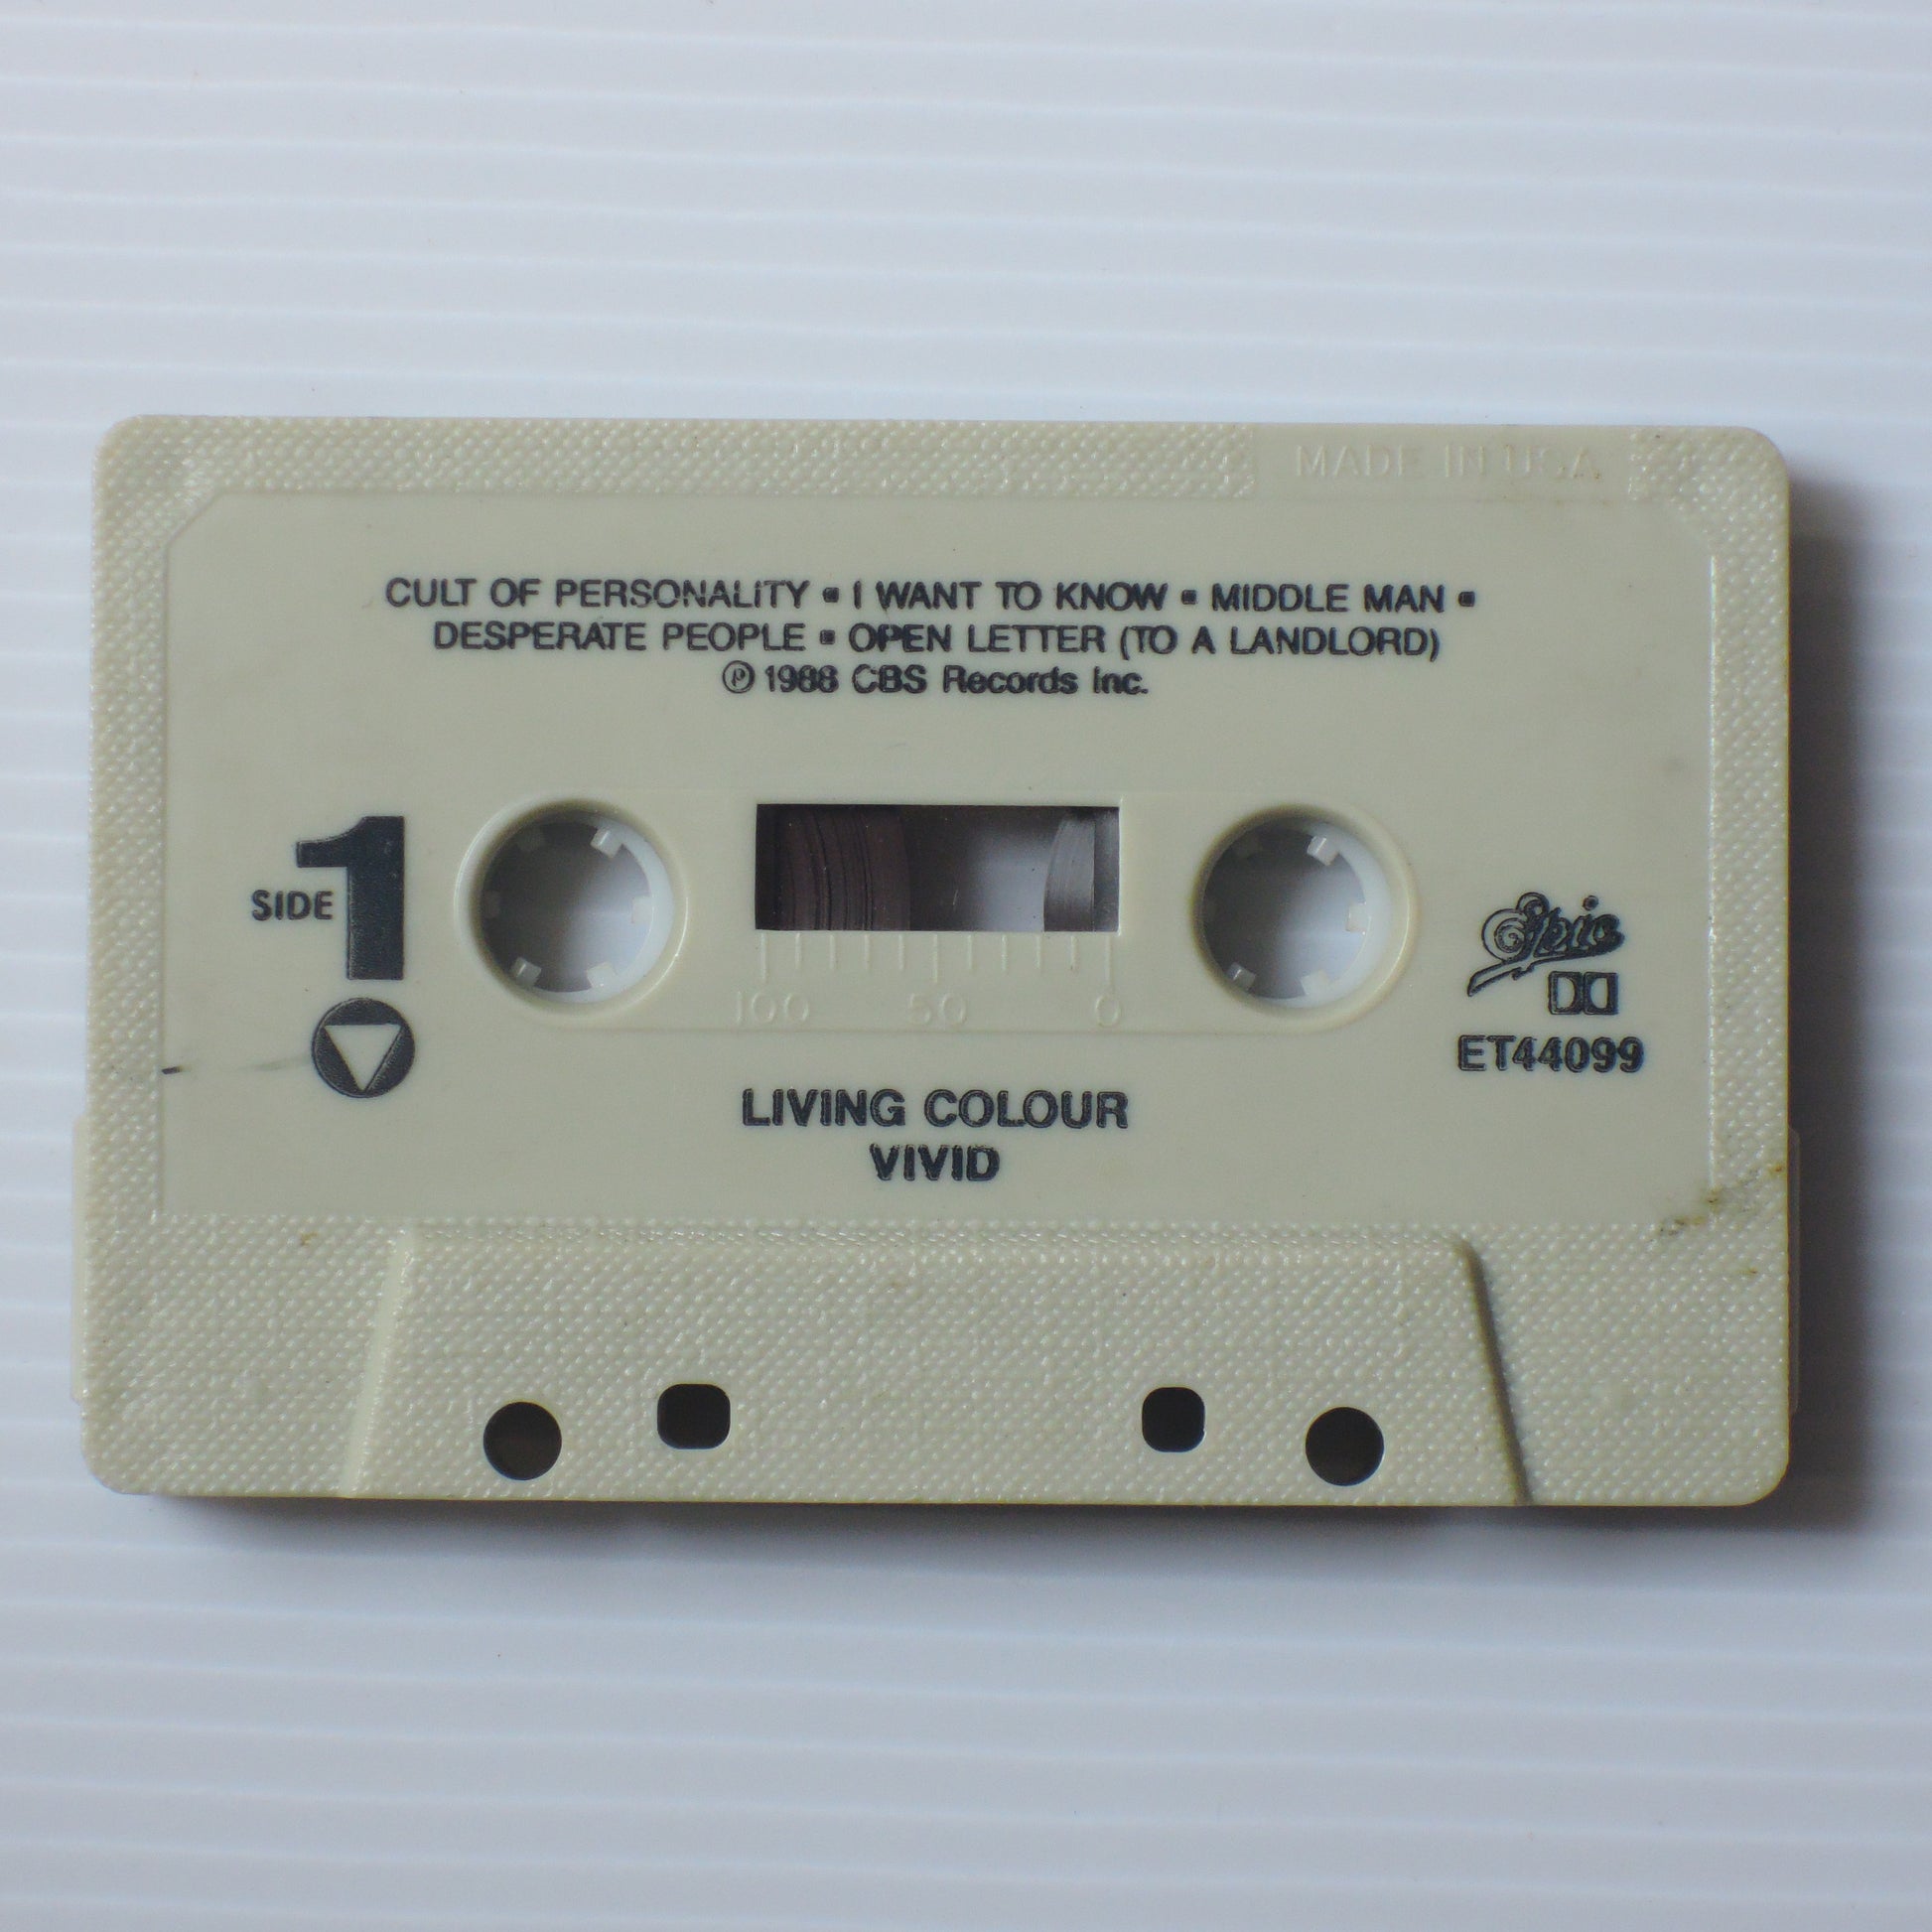 MADE IN USA
CULT OF PERSONALITY ▪ I WANT TO KNOW ▪ MIDDLE MAN ▪
DESPERATE PEOPLE ▪ OPEN LETTER (TO A LANDLORD)
℗ 1988 CBS Records Inc.
SIDE 1
100 50 0
Epic
ET44099
LIVING COLOUR
VIVID